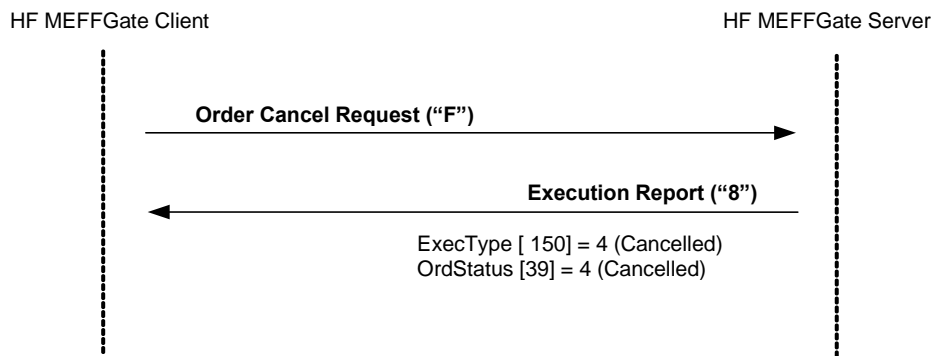 HF MEFFGate Client
HF MEFFGate Server
Order Cancel Request (“F”)
Execution Report (“8”)
ExecType [ 150] = 4 (Cancelled)
OrdStatus [39] = 4 (Cancelled)